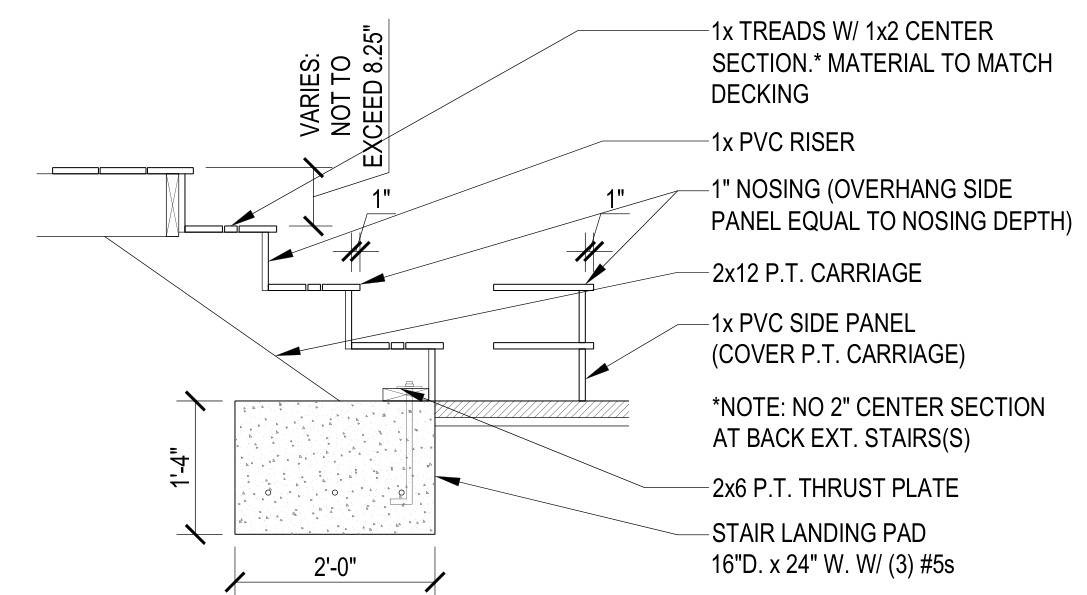 VARIES:
NOT TO
EXCEED 8.25"
1"
1"
1'-4"
2'-0"
1x TREADS W/ 1x2 CENTER
SECTION.* MATERIAL TO MATCH
DECKING
1x PVC RISER
1" NOSING (OVERHANG SIDE
PANEL EQUAL TO NOSING DEPTH)
2x12 P.T. CARRIAGE
1x PVC SIDE PANEL
(COVER P.T. CARRIAGE)
*NOTE: NO 2" CENTER SECTION
AT BACK EXT. STAIRS(S)
2x6 P.T. THRUST PLATE
STAIR LANDING PAD
16"D. x 24" W. W/ (3) #5s